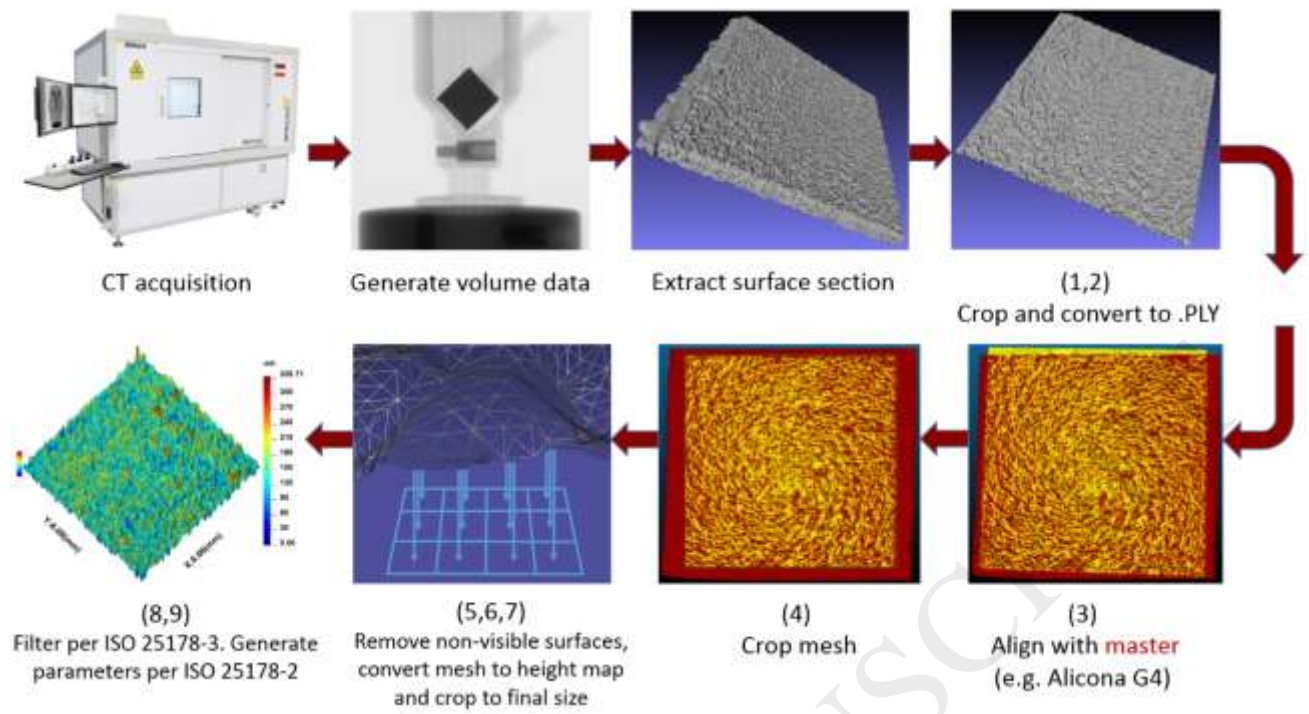 CT acquisition
Generate volume data
Extract surface section
(1,2)
Crop and convert to .PLY
(8,9)
Filter per ISO 25178-3. Generate
parameters per ISO 25178-2
(5,6,7)
Remove non-visible surfaces,
convert mesh to height map
and crop to final size
(4)
Crop mesh
(3)
Align with master
(e.g. Alicona G4)